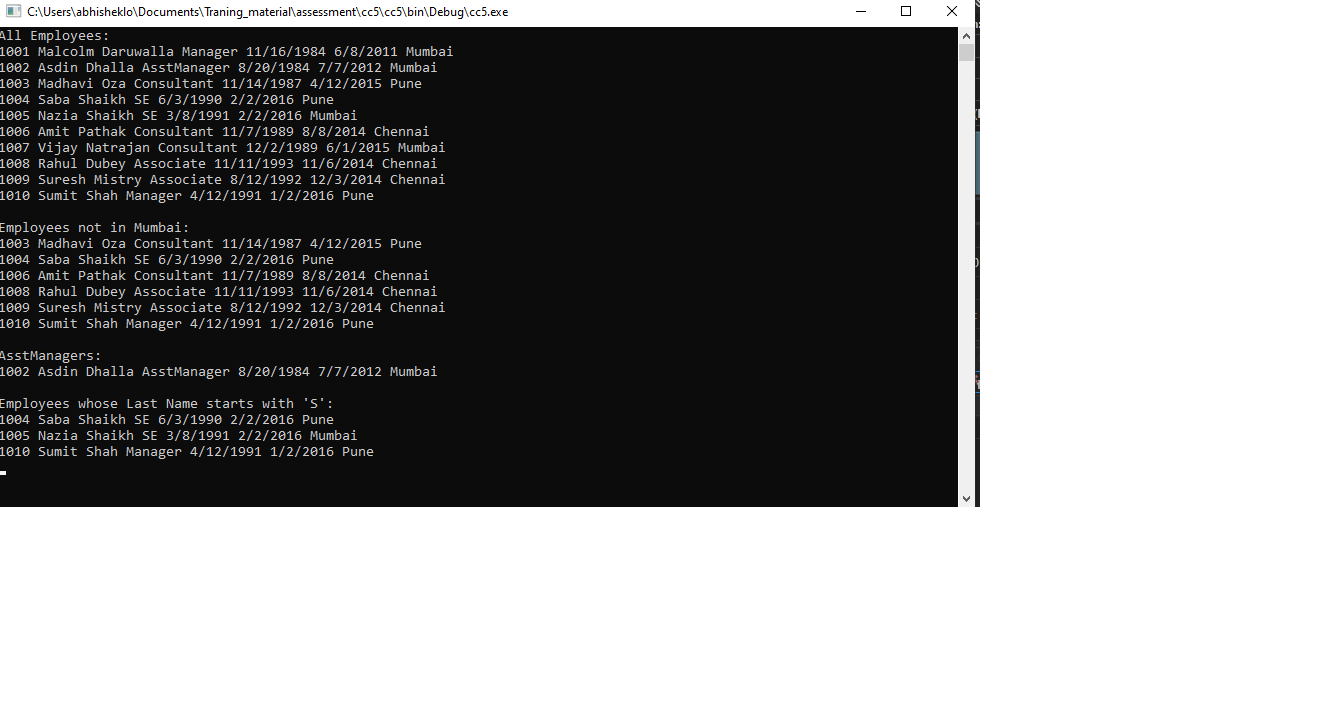 C:\Users\abhisheklo\Documents\Traning_material\assessment\cc5\cc5\bin\Debug\cc5.exe
All Employees:
1001 Malcolm Daruwalla Manager 11/16/1984 6/8/2011 Mumbai
1002 Asdin Dhalla AsstManager 8/20/1984 7/7/2012 Mumbai
1003 Madhavi Oza Consultant 11/14/1987 4/12/2015 Pune
1004 Saba Shaikh SE 6/3/1990 2/2/2016 Pune
1005 Nazia Shaikh SE 3/8/1991 2/2/2016 Mumbai
1006 Amit Pathak Consultant 11/7/1989 8/8/2014 Chennai
1007 Vijay Natrajan Consultant 12/2/1989 6/1/2015 Mumbai
1008 Rahul Dubey Associate 11/11/1993 11/6/2014 Chennai
1009 Suresh Mistry Associate 8/12/1992 12/3/2014 Chennai
1010 Sumit Shah Manager 4/12/1991 1/2/2016 Pune
Employees not in Mumbai:
1003 Madhavi Oza Consultant 11/14/1987 4/12/2015 Pune
1004 Saba Shaikh SE 6/3/1990 2/2/2016 Pune
1006 Amit Pathak Consultant 11/7/1989 8/8/2014 Chennai
1008 Rahul Dubey Associate 11/11/1993 11/6/2014 Chennai
1009 Suresh Mistry Associate 8/12/1992 12/3/2014 Chennai
1010 Sumit Shah Manager 4/12/1991 1/2/2016 Pune
AsstManagers:
1002 Asdin Dhalla AsstManager 8/20/1984 7/7/2012 Mumbai
Employees whose Last Name starts with 'S':
1004 Saba Shaikh SE 6/3/1990 2/2/2016 Pune
1005 Nazia Shaikh SE 3/8/1991 2/2/2016 Mumbai
1010 Sumit Shah Manager 4/12/1991 1/2/2016 Pune